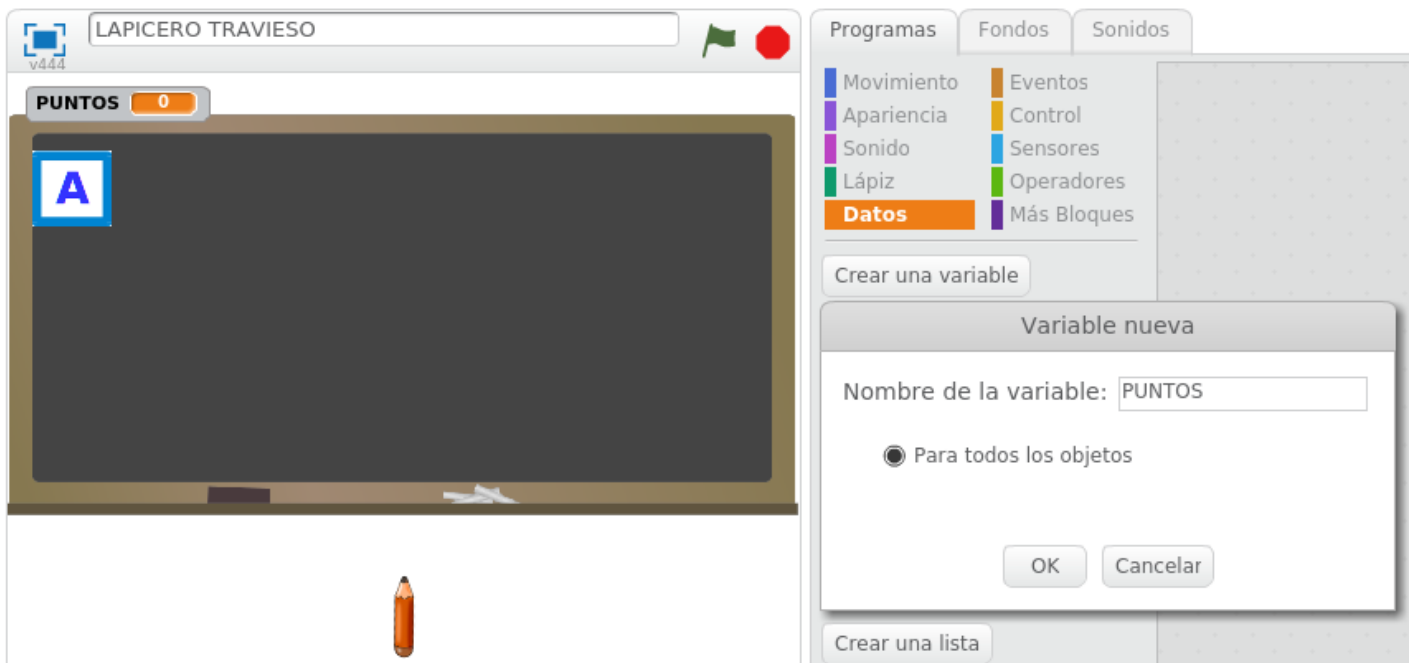 LAPICERO TRAVIESO
v444
PUNTOS 0
A
Programas Fondos Sonidos
Movimiento Eventos
Apariencia Control
Sonido Sensores
Lápiz Operadores
Datos Más Bloques
Crear una variable
Variable nueva
Nombre de la variable: PUNTOS
Para todos los objetos
OK Cancelar
Crear una lista